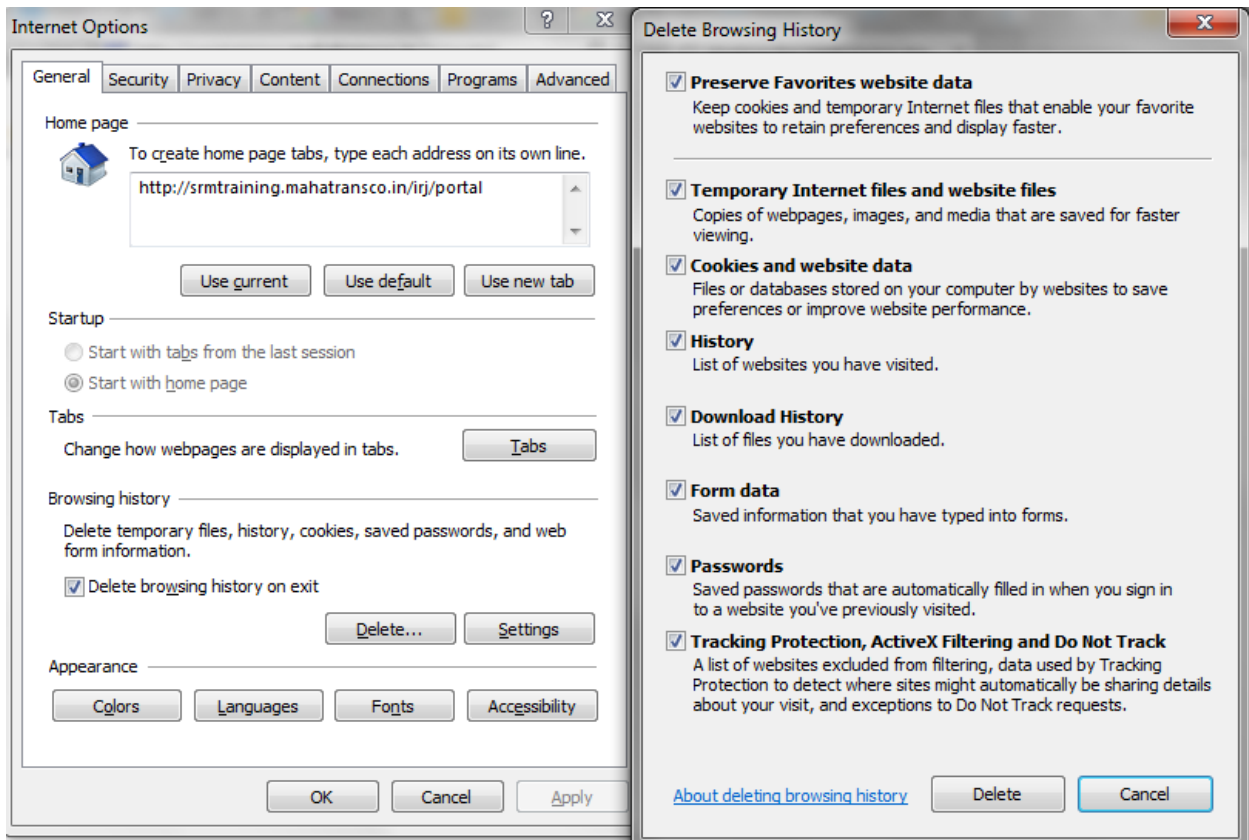 Internet Options
General Security Privacy Content Connections Programs Advanced
Home page
To create home page tabs, type each address on its own line.
http://srmtraining.mahatransco.in/irj/portal
Use current Use default Use new tab
Startup
Start with tabs from the last session
Start with home page
Tabs
Change how webpages are displayed in tabs.
Tabs
Browsing history
Delete temporary files, history, cookies, saved passwords, and web
form information.
Delete browsing history on exit
Delete... Settings
Appearance
Colors Languages Fonts Accessibility
OK Cancel Apply
Delete Browsing History
Preserve Favorites website data
Keep cookies and temporary Internet files that enable your favorite
websites to retain preferences and display faster.
Temporary Internet files and website files
Copies of webpages, images, and media that are saved for faster
viewing.
Cookies and website data
Files or databases stored on your computer by websites to save
preferences or improve website performance.
History
List of websites you have visited.
Download History
List of files you have downloaded.
Form data
Saved information that you have typed into forms.
Passwords
Saved passwords that are automatically filled in when you sign in
to a website you've previously visited.
Tracking Protection, ActiveX Filtering and Do Not Track
A list of websites excluded from filtering, data used by Tracking
Protection to detect where sites might automatically be sharing details
about your visit, and exceptions to Do Not Track requests.
About deleting browsing history Delete Cancel